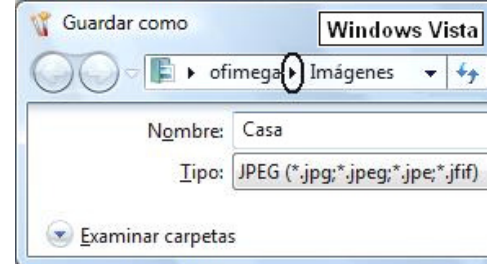 Guardar como
Windows Vista
ofimega Imágenes
Nombre: Casa
Tipo: JPEG (*.jpg;*.jpeg;*.jpe;*.jfif)
Examinar carpetas